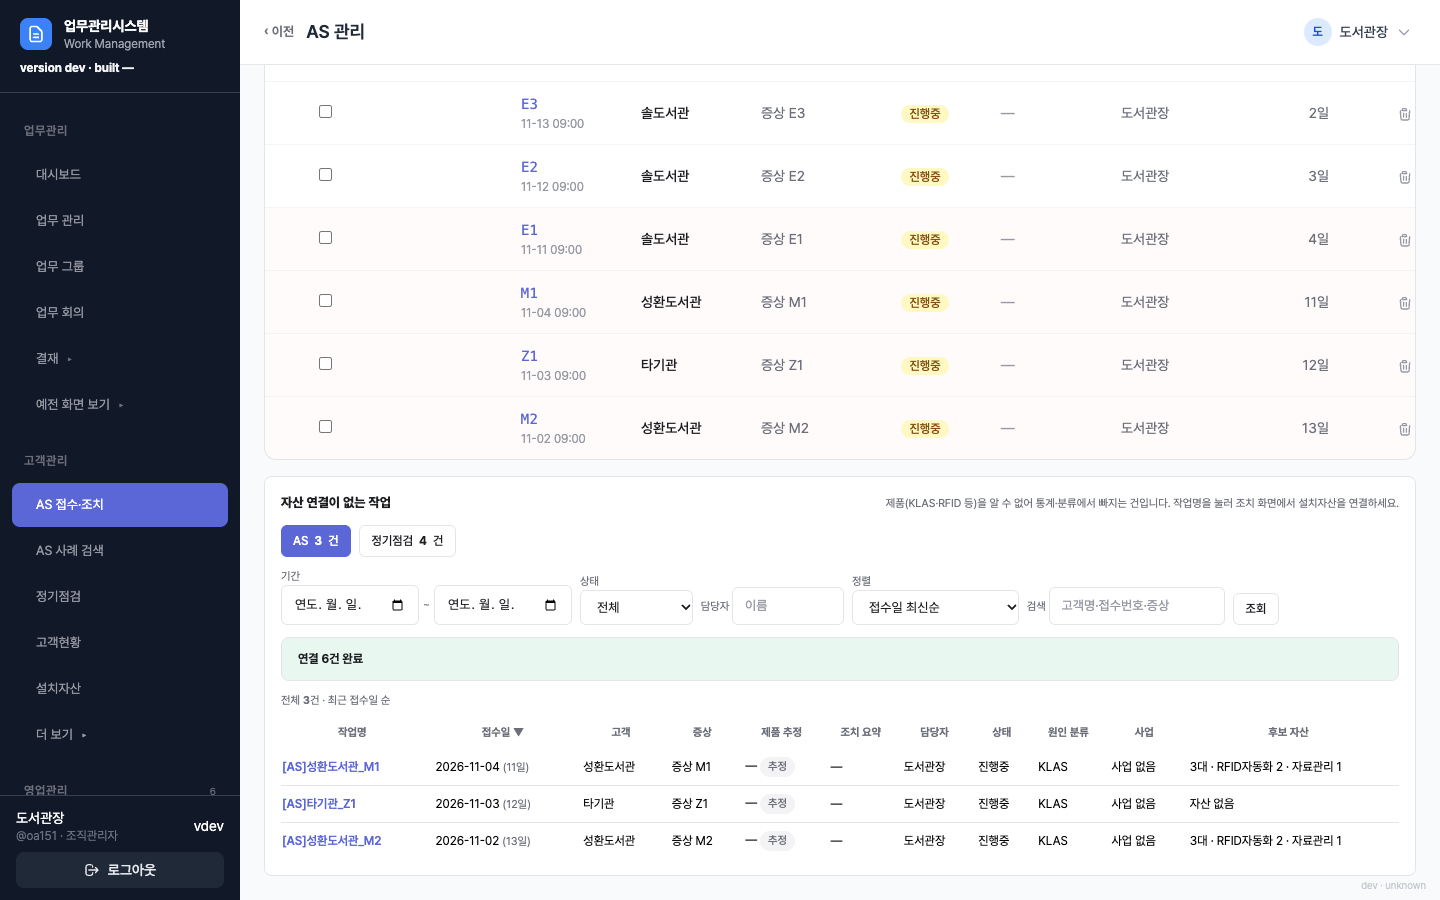 업무관리시스템
Work Management
version dev · built —
업무관리
대시보드
업무 관리
업무 그룹
업무 회의
결재 ▸
예전 화면 보기 ▸
고객관리
AS 접수·조치
AS 사례 검색
정기점검
고객현황
설치자산
더 보기 ▸
영업관리 6
도서관장
@oa151 · 조직관리자
vdev
로그아웃
‹ 이전 AS 관리
도 도서관장
E3
11-13 09:00
솔도서관 증상 E3 진행중 — 도서관장 2일
E2
11-12 09:00
솔도서관 증상 E2 진행중 — 도서관장 3일
E1
11-11 09:00
솔도서관 증상 E1 진행중 — 도서관장 4일
M1
11-04 09:00
성환도서관 증상 M1 진행중 — 도서관장 11일
Z1
11-03 09:00
타기관 증상 Z1 진행중 — 도서관장 12일
M2
11-02 09:00
성환도서관 증상 M2 진행중 — 도서관장 13일
자산 연결이 없는 작업
제품(KLAS·RFID 등)을 알 수 없어 통계·분류에서 빠지는 건입니다. 작업명을 눌러 조치 화면에서 설치자산을 연결하세요.
AS 3 건 정기점검 4 건
기간 상태 정렬
연도. 월. 일. ~ 연도. 월. 일. 전체 담당자 이름 접수일 최신순 검색 고객명·접수번호·증상 조회
연결 6건 완료
전체 3건 · 최근 접수일 순
작업명 접수일 ▼ 고객 증상 제품 추정 조치 요약 담당자 상태 원인 분류 사업 후보 자산
[AS]성환도서관_M1 2026-11-04 (11일) 성환도서관 증상 M1 — 추정 — 도서관장 진행중 KLAS 사업 없음 3대 · RFID자동화 2 · 자료관리 1
[AS]타기관_Z1 2026-11-03 (12일) 타기관 증상 Z1 — 추정 — 도서관장 진행중 KLAS 사업 없음 자산 없음
[AS]성환도서관_M2 2026-11-02 (13일) 성환도서관 증상 M2 — 추정 — 도서관장 진행중 KLAS 사업 없음 3대 · RFID자동화 2 · 자료관리 1
dev · unknown